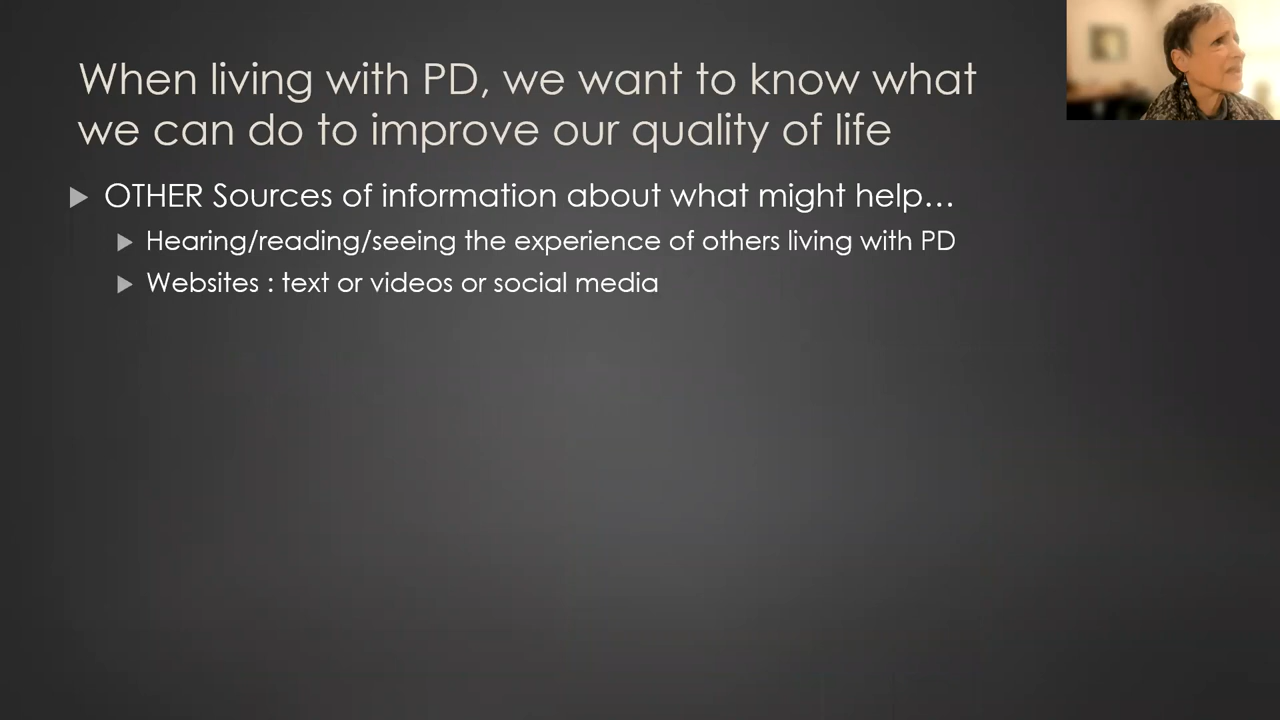 When living with PD, we want to know what
we can do to improve our quality of life
OTHER Sources of information about what might help…
Hearing/reading/seeing the experience of others living with PD
Websites : text or videos or social media